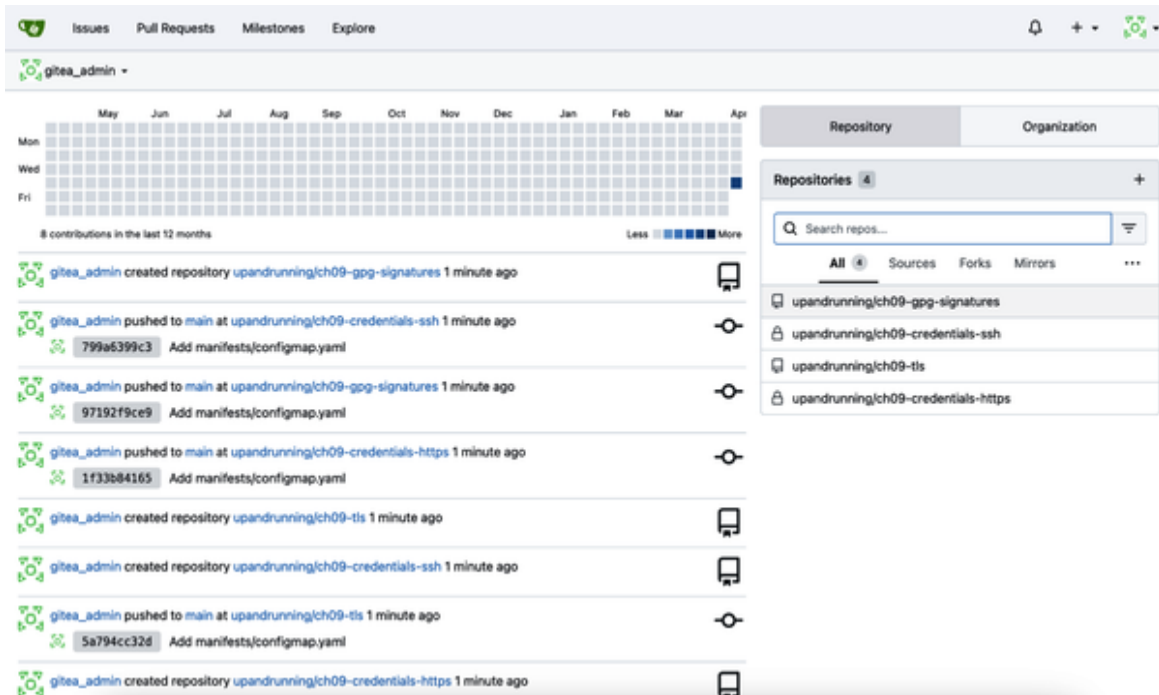 Issues Pull Requests Milestones Explore
gitea_admin
May Jun Jul Aug Sep Oct Nov Dec Jan Feb Mar Apr
Mon
Wed
Fri
8 contributions in the last 12 months
Less More
gitea_admin created repository upandrunning/ch09-gpg-signatures 1 minute ago
gitea_admin pushed to main at upandrunning/ch09-credentials-ssh 1 minute ago
799a6399c3 Add manifests/configmap.yaml
gitea_admin pushed to main at upandrunning/ch09-gpg-signatures 1 minute ago
97192f9ce9 Add manifests/configmap.yaml
gitea_admin pushed to main at upandrunning/ch09-credentials-https 1 minute ago
1f33b84165 Add manifests/configmap.yaml
gitea_admin created repository upandrunning/ch09-tls 1 minute ago
gitea_admin created repository upandrunning/ch09-credentials-ssh 1 minute ago
gitea_admin pushed to main at upandrunning/ch09-tls 1 minute ago
5a794cc32d Add manifests/configmap.yaml
gitea_admin created repository upandrunning/ch09-credentials-https 1 minute ago
Repository Organization
Repositories 4
Search repos...
All 4 Sources Forks Mirrors
upandrunning/ch09-gpg-signatures
upandrunning/ch09-credentials-ssh
upandrunning/ch09-tls
upandrunning/ch09-credentials-https